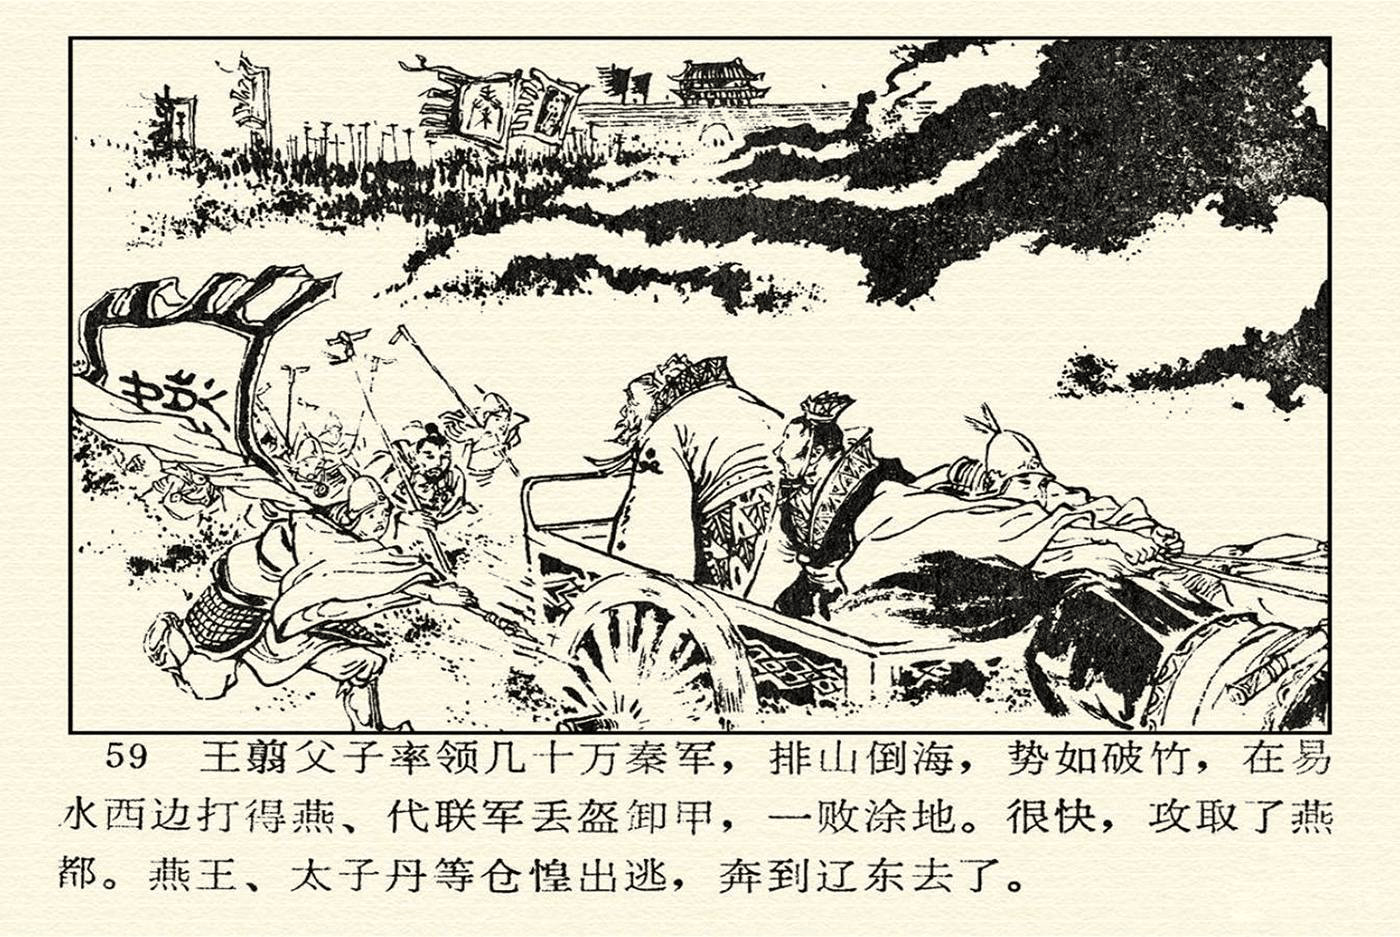 秦
59 王翦父子率领几十万秦军，排山倒海，势如破竹，在易
水西边打得燕、代联军丢盔卸甲，一败涂地。很快，攻取了燕
都。燕王、太子丹等仓惶出逃，奔到辽东去了。